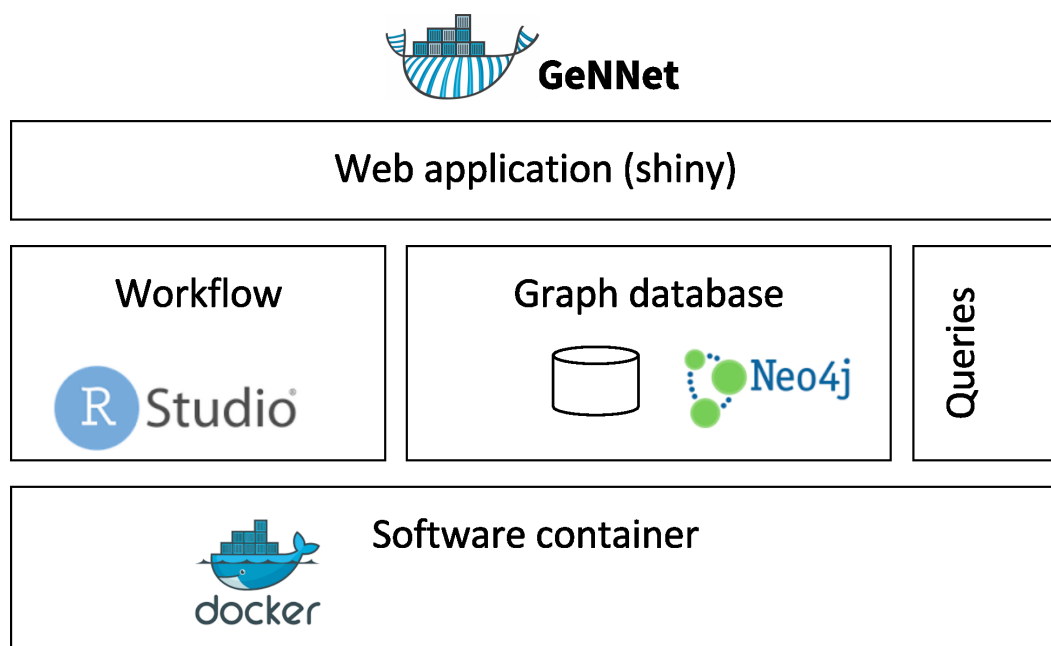 GeNNet
Web application (shiny)
Workflow
R Studio®
Graph database
Neo4j
Queries
Software container
docker